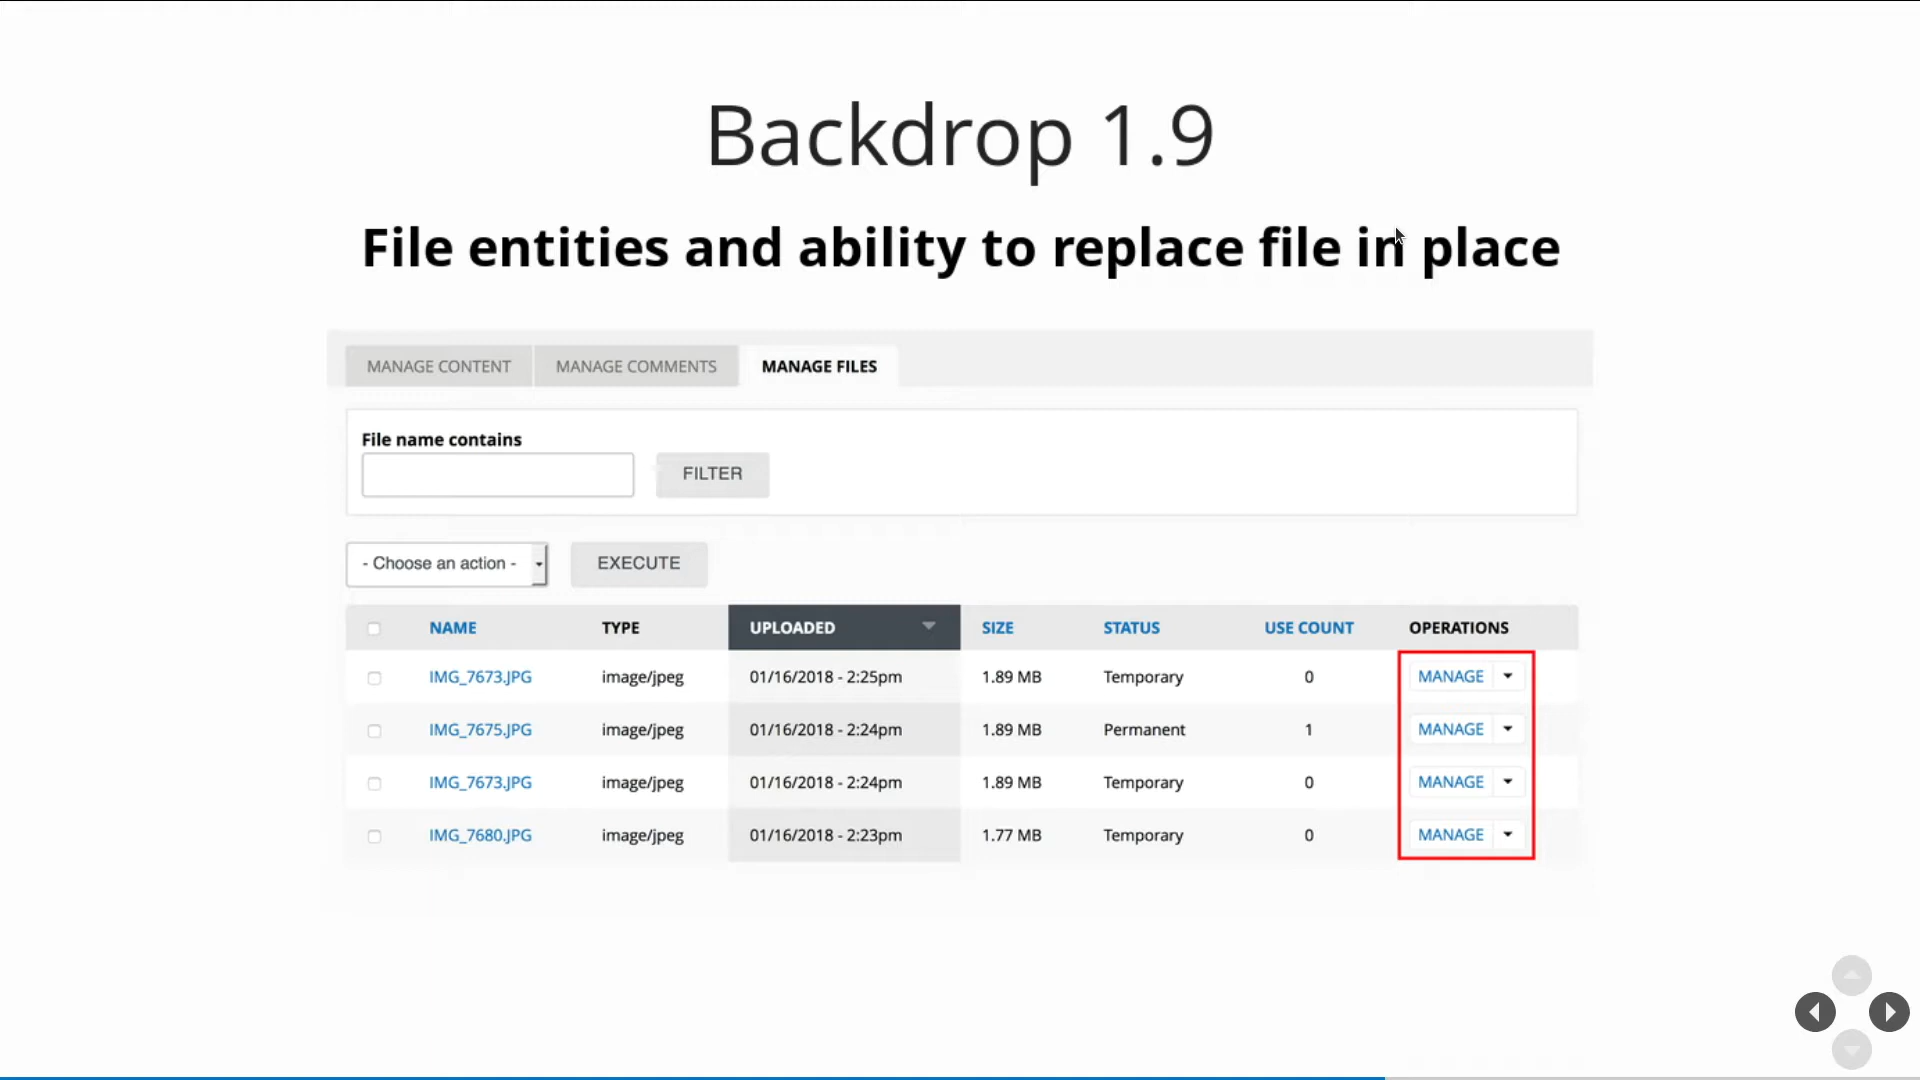 Backdrop 1.9
File entities and ability to replace file in place
MANAGE CONTENT MANAGE COMMENTS MANAGE FILES
File name contains
FILTER
- Choose an action - EXECUTE
NAME TYPE UPLOADED SIZE STATUS USE COUNT OPERATIONS
IMG_7673.JPG image/jpeg 01/16/2018 - 2:25pm 1.89 MB Temporary 0 MANAGE
IMG_7675.JPG image/jpeg 01/16/2018 - 2:24pm 1.89 MB Permanent 1 MANAGE
IMG_7673.JPG image/jpeg 01/16/2018 - 2:24pm 1.89 MB Temporary 0 MANAGE
IMG_7680.JPG image/jpeg 01/16/2018 - 2:23pm 1.77 MB Temporary 0 MANAGE